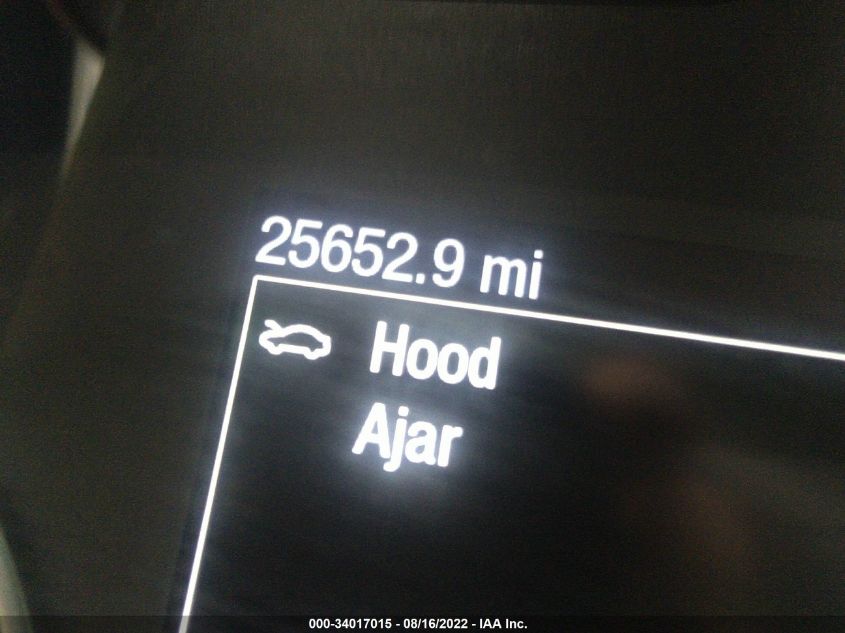 25652.9 mi
Hood
Ajar
000-34017015 - 08/16/2022 - IAA Inc.